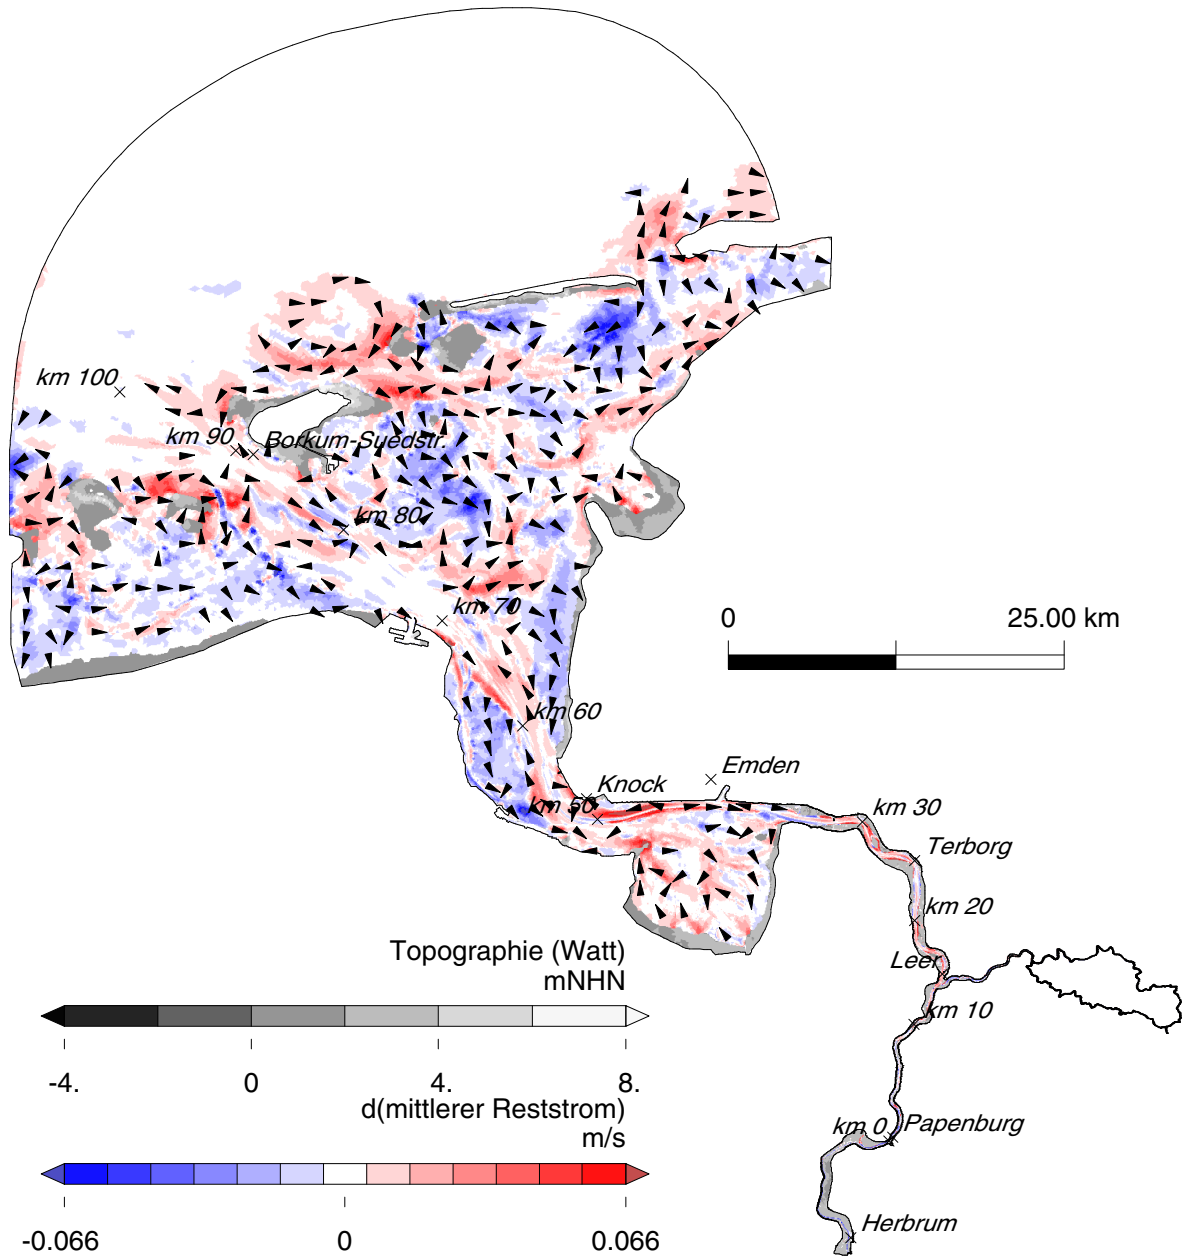 km 100
km 90
Borkum-Suedstr.
km 80
km 70
0
25.00 km
km 60
Emden
Knock
km 50
km 30
Terborg
km 20
Leer
km 10
Topographie (Watt)
mNHN
-4. 0 4. 8.
d(mittlerer Reststrom)
m/s
km 0
Papenburg
Herbrum
-0.066 0 0.066